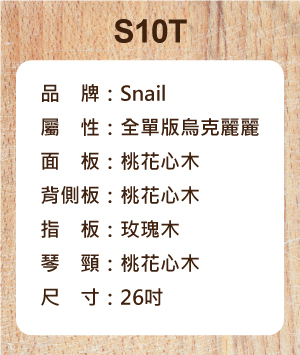 S10T
品　牌：Snail
屬　性：全單版烏克麗麗
面　板：桃花心木
背側板：桃花心木
指　板：玫瑰木
琴　頸：桃花心木
尺　寸：26吋